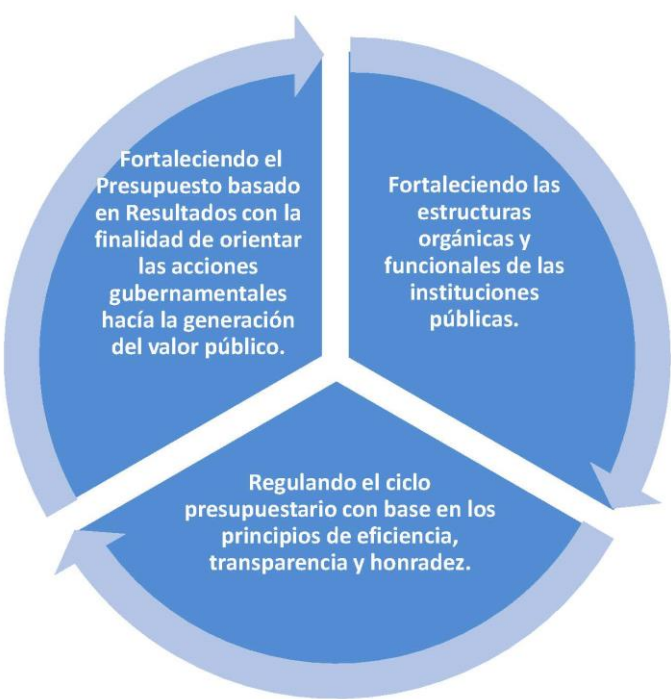 Fortaleciendo el
Presupuesto basado
en Resultados con la
finalidad de orientar
las acciones
gubernamentales
hacía la generación
del valor público.
Fortaleciendo las
estructuras
orgánicas y
funcionales de las
instituciones
públicas.
Regulando el ciclo
presupuestario con base en los
principios de eficiencia,
transparencia y honradez.